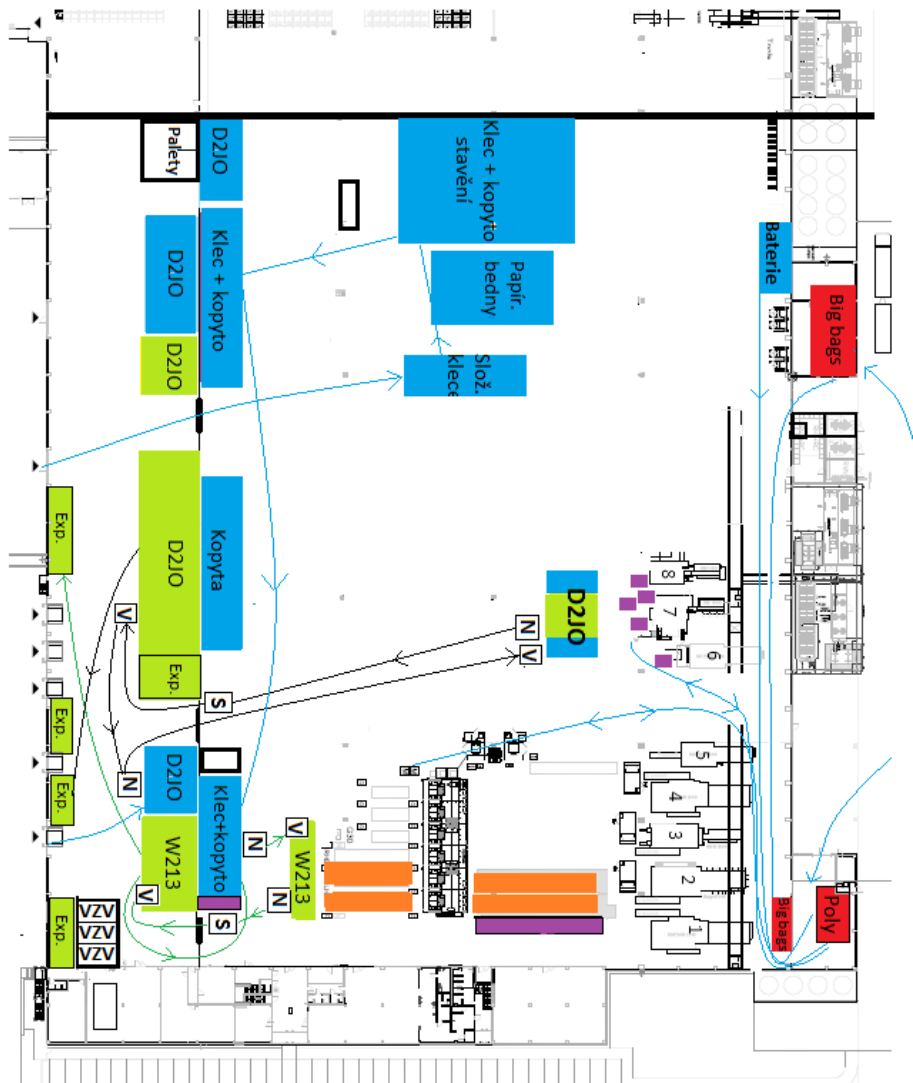 Palety
D2JO
Klec + kopyto
stavění
Baterie
Big bags
D2JO
Klec + kopyto
Papír.
bedny
D2JO
Slož.
klece
Exp.
D2JO
Kopyta
D2JO
8
7
6
V
N
V
Exp.
S
Exp.
N
D2JO
5
Exp.
4
3
2
1
Klec+kopyto
W213
N
V
W213
N
V
S
Exp.
VZV
VZV
VZV
Big bags
Poly